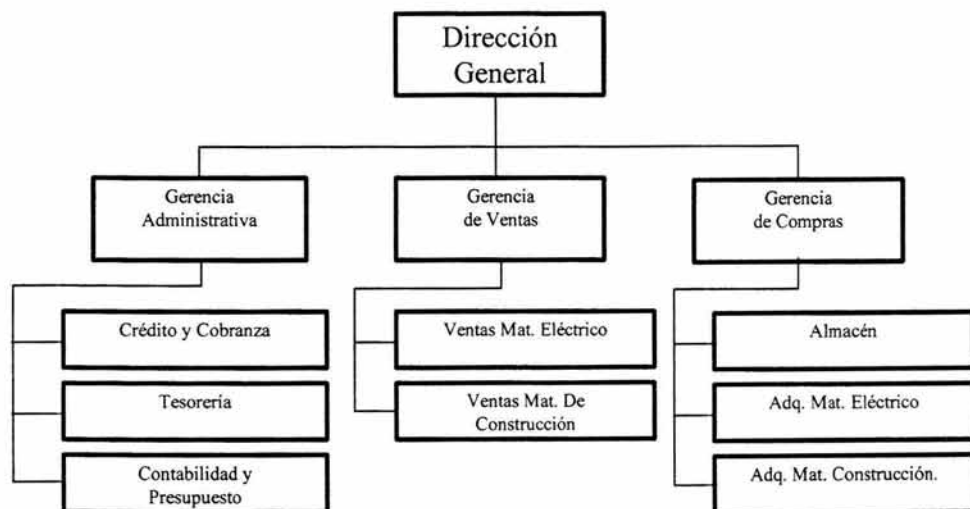 Dirección
General
Gerencia
Administrativa
Gerencia
de Ventas
Gerencia
de Compras
Crédito y Cobranza
Tesorería
Contabilidad y
Presupuesto
Ventas Mat. Eléctrico
Ventas Mat. De
Construcción
Almacén
Adq. Mat. Eléctrico
Adq. Mat. Construcción.